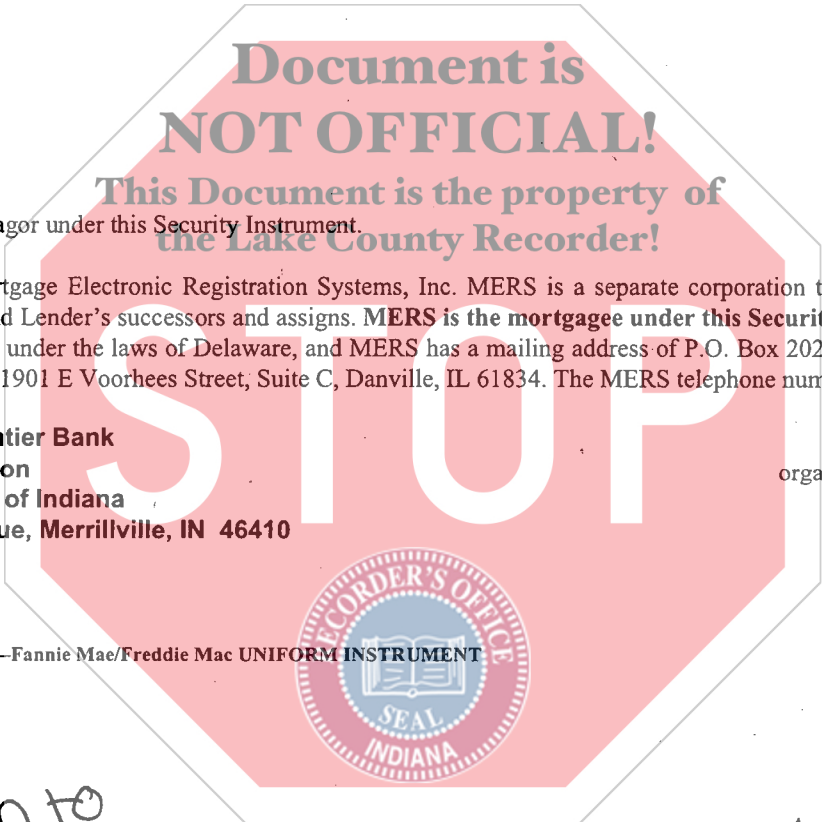 Document is
NOT OFFICIAL!
This Document is the property of
the Lake County Recorder!
agor under this Security Instrument.
tgage Electronic Registration Systems, Inc. MERS is a separate corporation t
d Lender's successors and assigns. MERS is the mortgagee under this Securit
under the laws of Delaware, and MERS has a mailing address of P.O. Box 202
1901 E Voorhees Street, Suite C, Danville, IL 61834. The MERS telephone num
STOP
tier Bank
on
orga
of Indiana
ue, Merrillville, IN 46410
RECORDER'S OFFICE
SEAL
INDIANA
–Fannie Mae/Freddie Mac UNIFORM INSTRUMENT
to